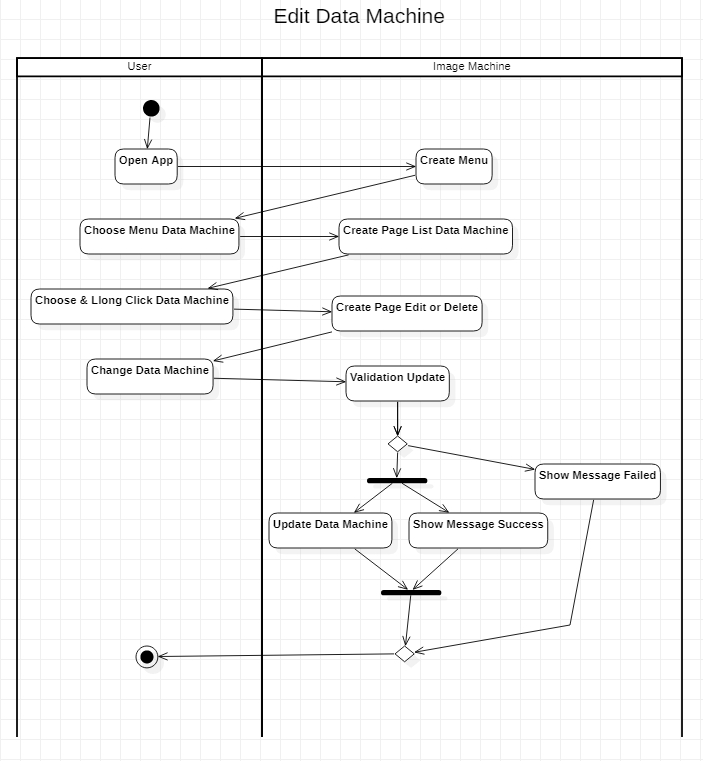 Edit Data Machine
User
Image Machine
Open App
Create Menu
Choose Menu Data Machine
Create Page List Data Machine
Choose & Llong Click Data Machine
Create Page Edit or Delete
Change Data Machine
Validation Update
Show Message Failed
Update Data Machine
Show Message Success